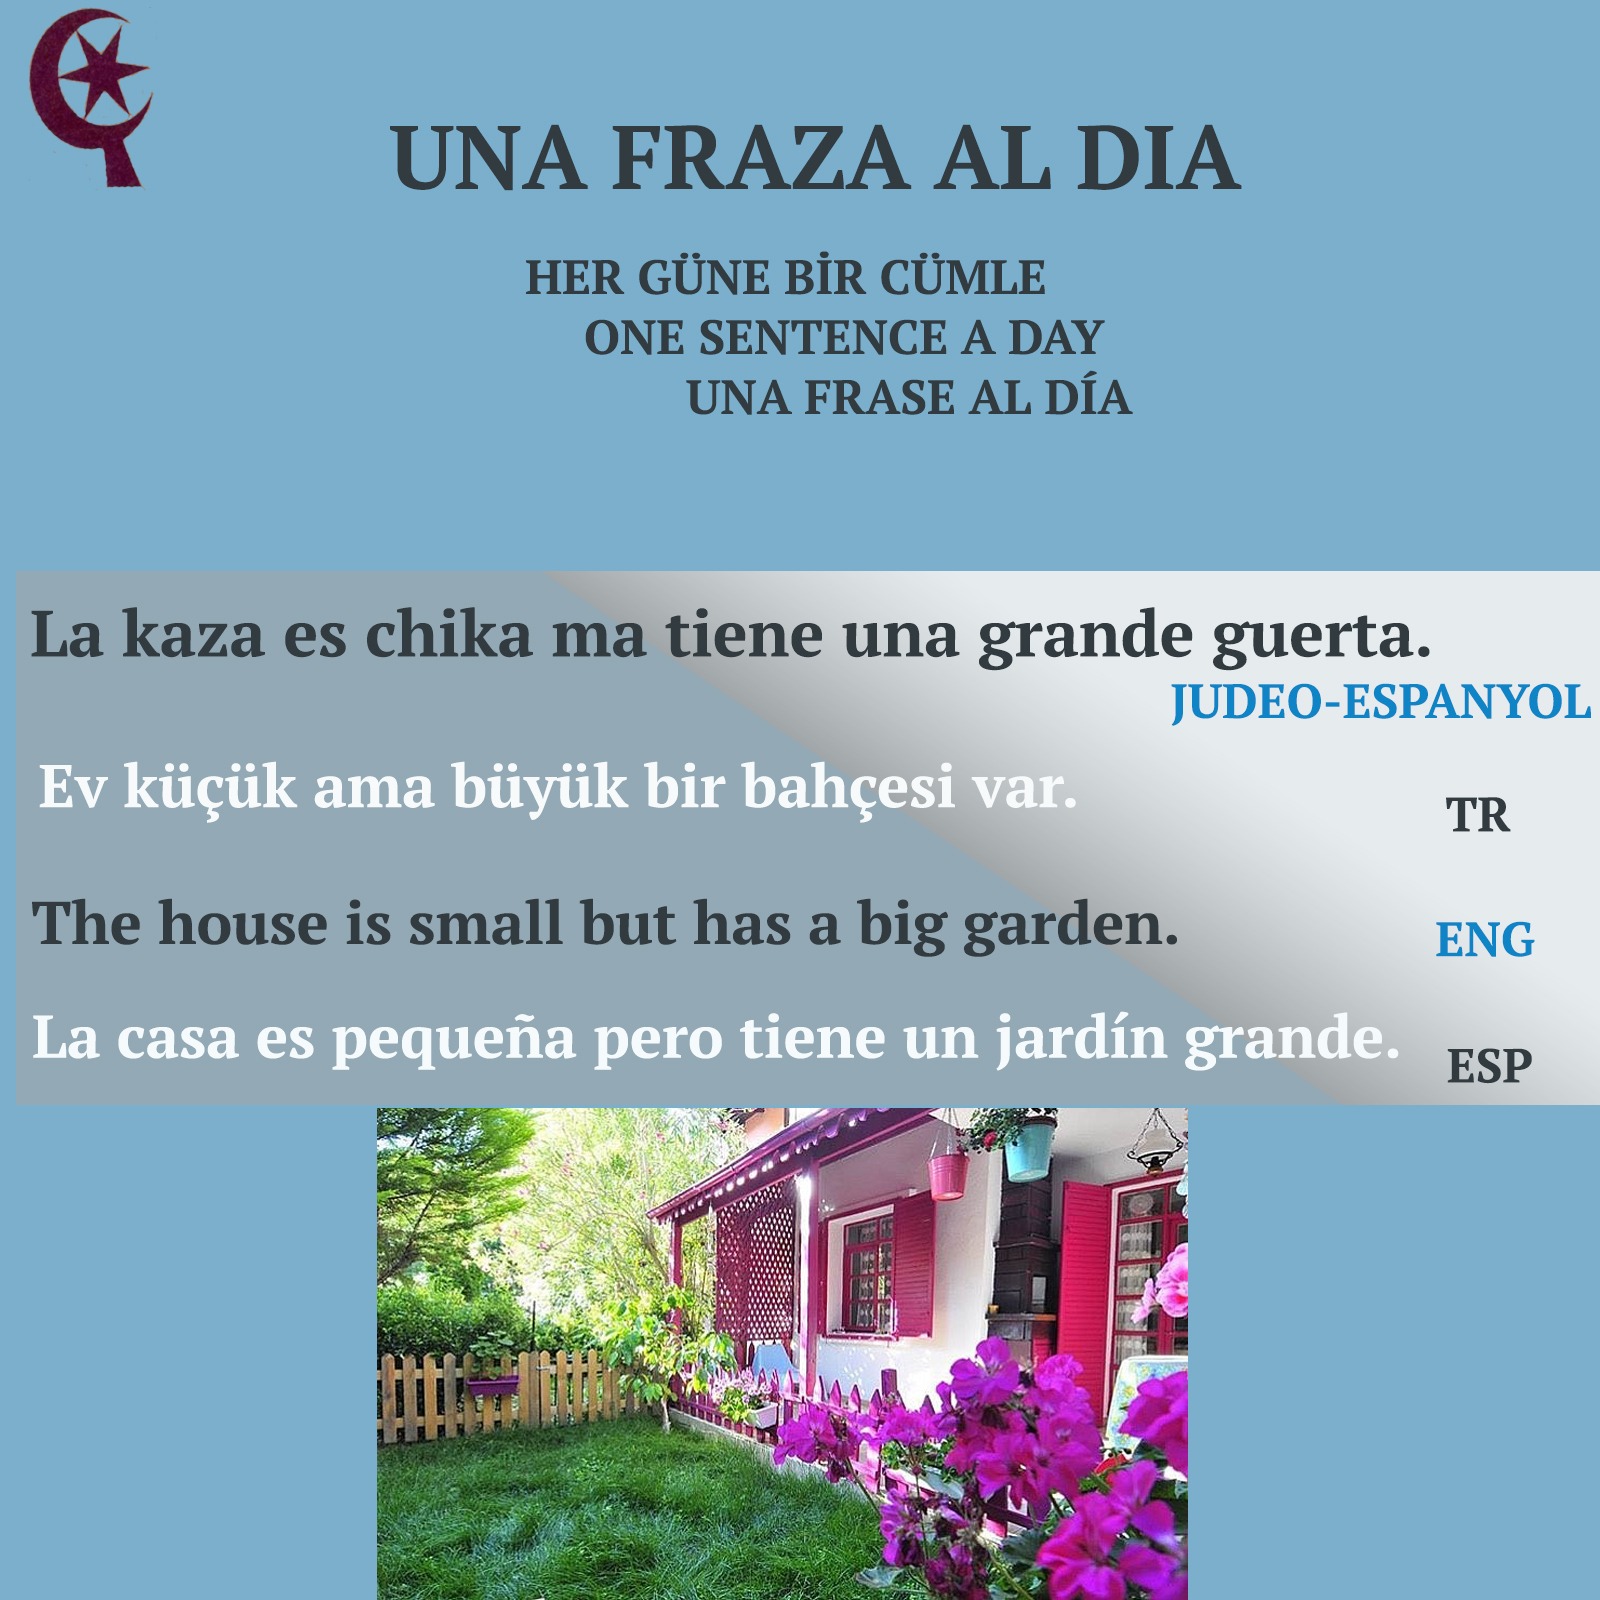 UNA FRAZA AL DIA
HER GÜNE BİR CÜMLE
ONE SENTENCE A DAY
UNA FRASE AL DÍA
La kaza es chika ma tiene una grande guerta.
JUDEO-ESPANYOL
Ev küçük ama büyük bir bahçesi var.
TR
The house is small but has a big garden.
ENG
La casa es pequeña pero tiene un jardín grande.
ESP